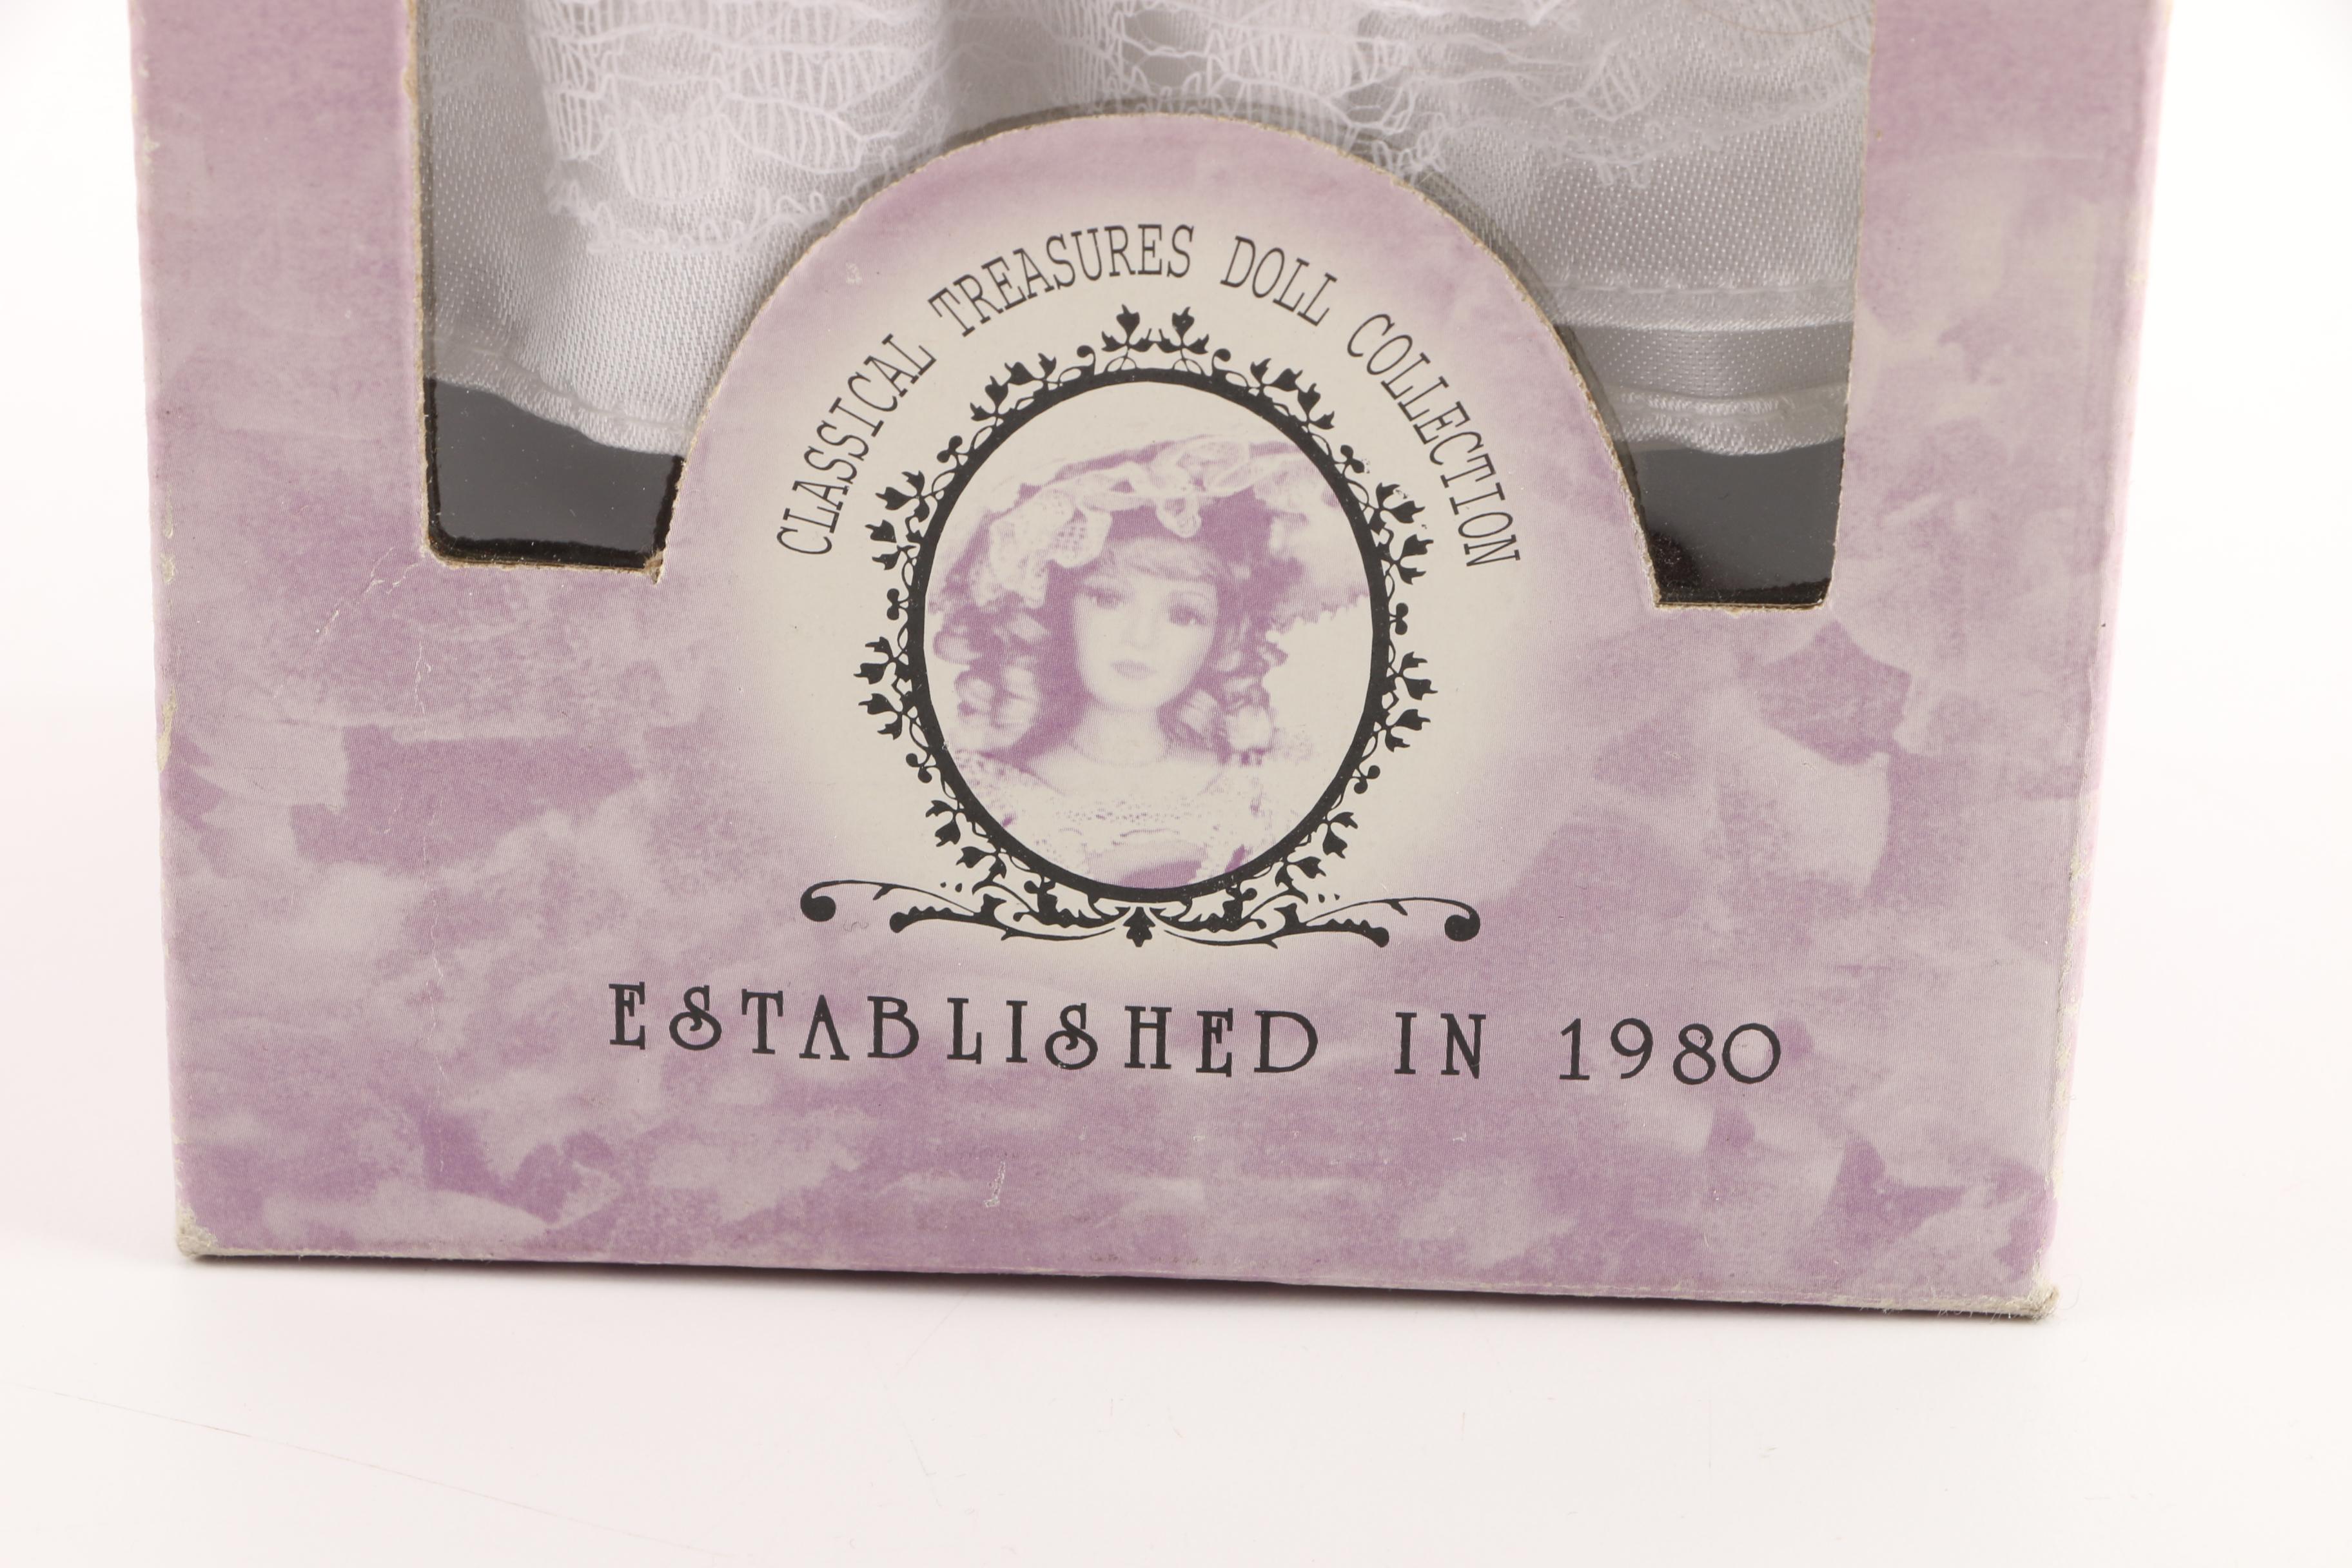 CLASSICAL TREASURES DOLL COLLECTION
ESTABLISHED IN 1980